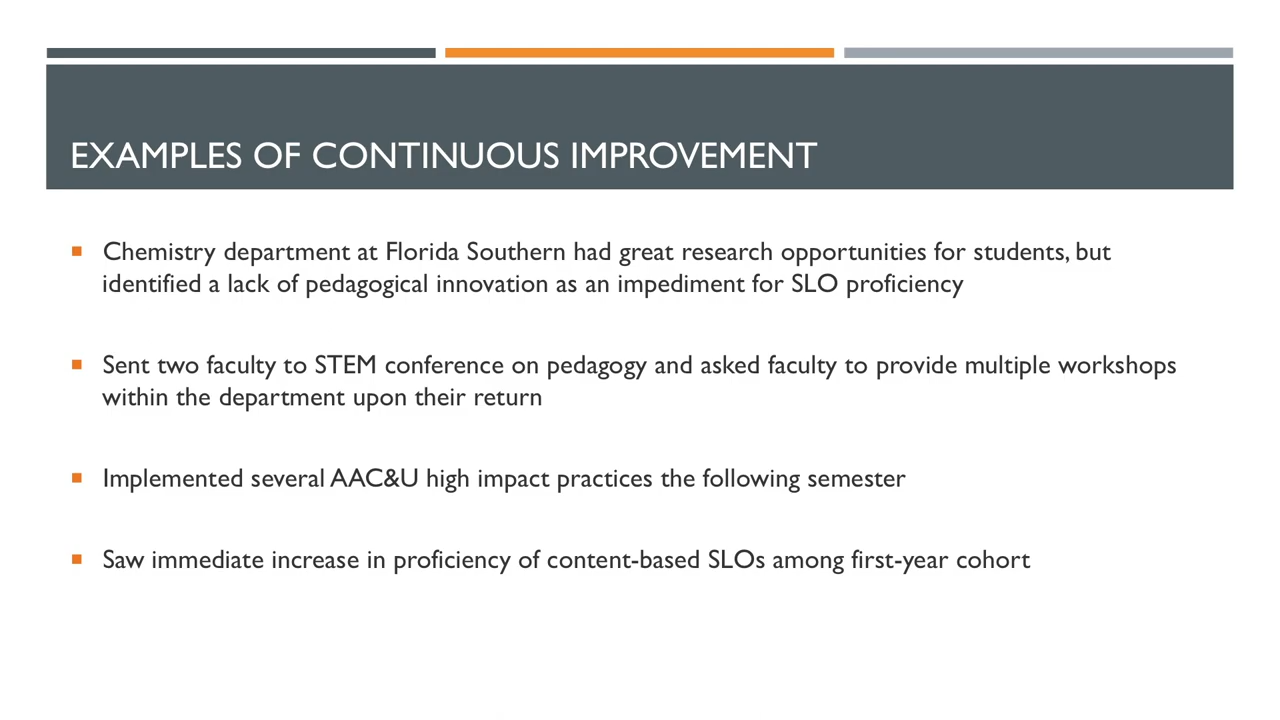 EXAMPLES OF CONTINUOUS IMPROVEMENT
Chemistry department at Florida Southern had great research opportunities for students, but
identified a lack of pedagogical innovation as an impediment for SLO proficiency
Sent two faculty to STEM conference on pedagogy and asked faculty to provide multiple workshops
within the department upon their return
Implemented several AAC&U high impact practices the following semester
Saw immediate increase in proficiency of content-based SLOs among first-year cohort